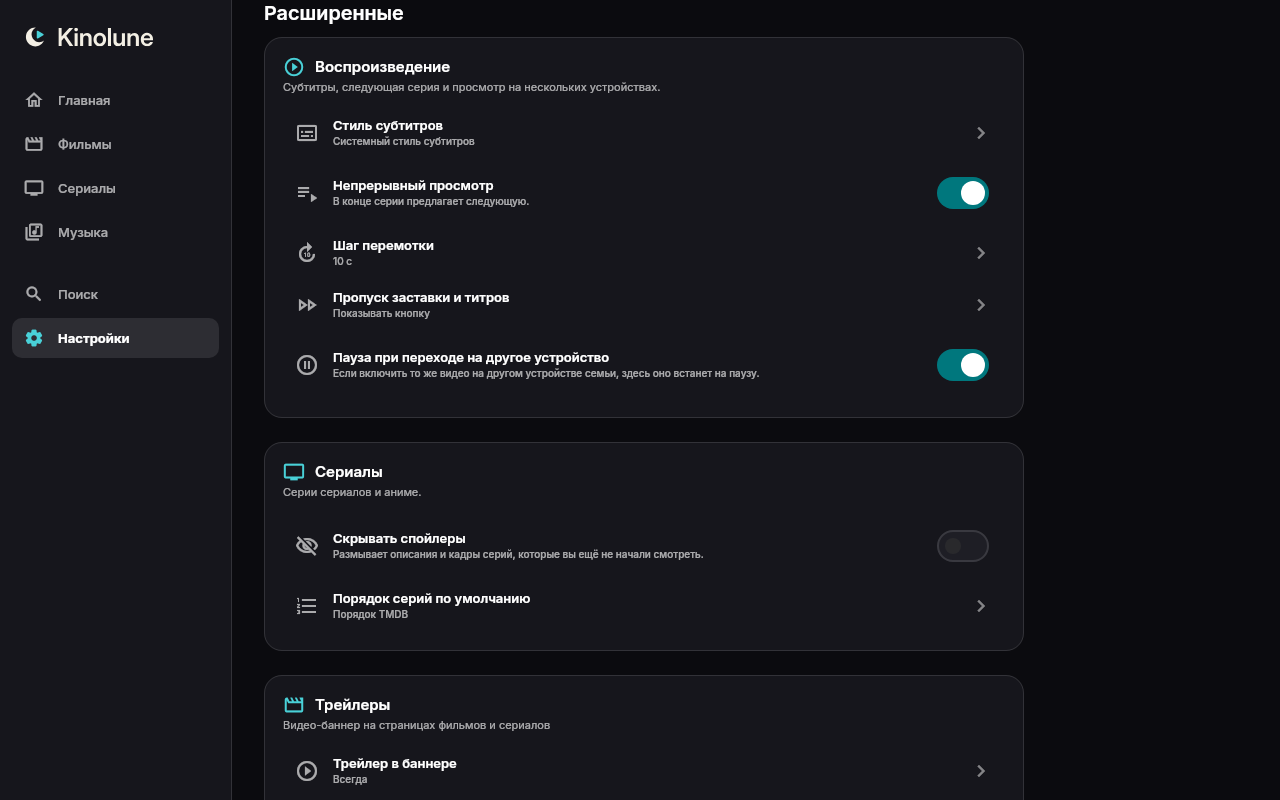 Расширенные
Kinolune
Главная
Фильмы
Сериалы
Музыка
Поиск
Настройки
Воспроизведение
Субтитры, следующая серия и просмотр на нескольких устройствах.
Стиль субтитров
Системный стиль субтитров
Непрерывный просмотр
В конце серии предлагает следующую.
Шаг перемотки
10 с
Пропуск заставки и титров
Показывать кнопку
Пауза при переходе на другое устройство
Если включить то же видео на другом устройстве семьи, здесь оно встанет на паузу.
Сериалы
Серии сериалов и аниме.
Скрывать спойлеры
Размывает описания и кадры серий, которые вы ещё не начали смотреть.
Порядок серий по умолчанию
Порядок TMDB
Трейлеры
Видео-баннер на страницах фильмов и сериалов
Трейлер в баннере
Всегда